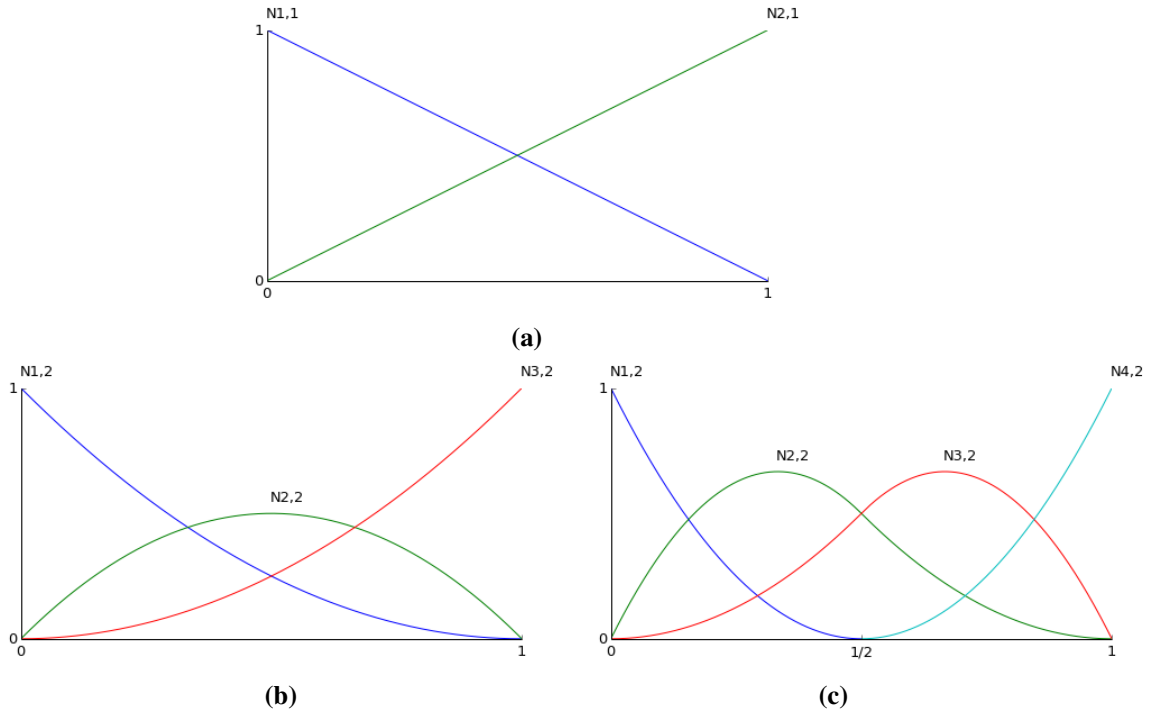 N1,1 N2,1
1
0
0 1
(a)
N1,2 N3,2
1
N2,2
0
0 1
(b)
N1,2 N4,2
1
N2,2 N3,2
0
0 1/2 1
(c)